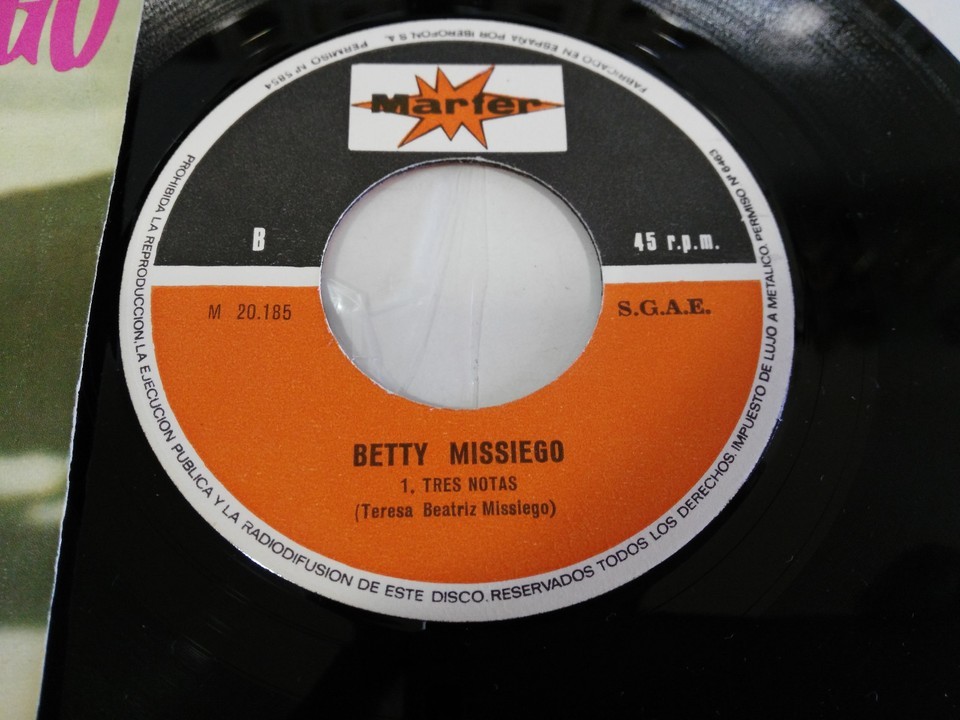 GO
FABRICADO EN ESPAÑA POR IBEROFON, S.A. PERMISO Nº 5854
Marfer
B
45 r.p.m.
M 20.185
S.G.A.E.
BETTY MISSIEGO
1. TRES NOTAS
(Teresa Beatriz Missiego)
PROHIBIDA LA REPRODUCCION, LA EJECUCION PUBLICA Y LA RADIODIFUSION DE ESTE DISCO. RESERVADOS TODOS LOS DERECHOS. IMPUESTO DE LUJO A METALICO. PERMISO Nº 6463